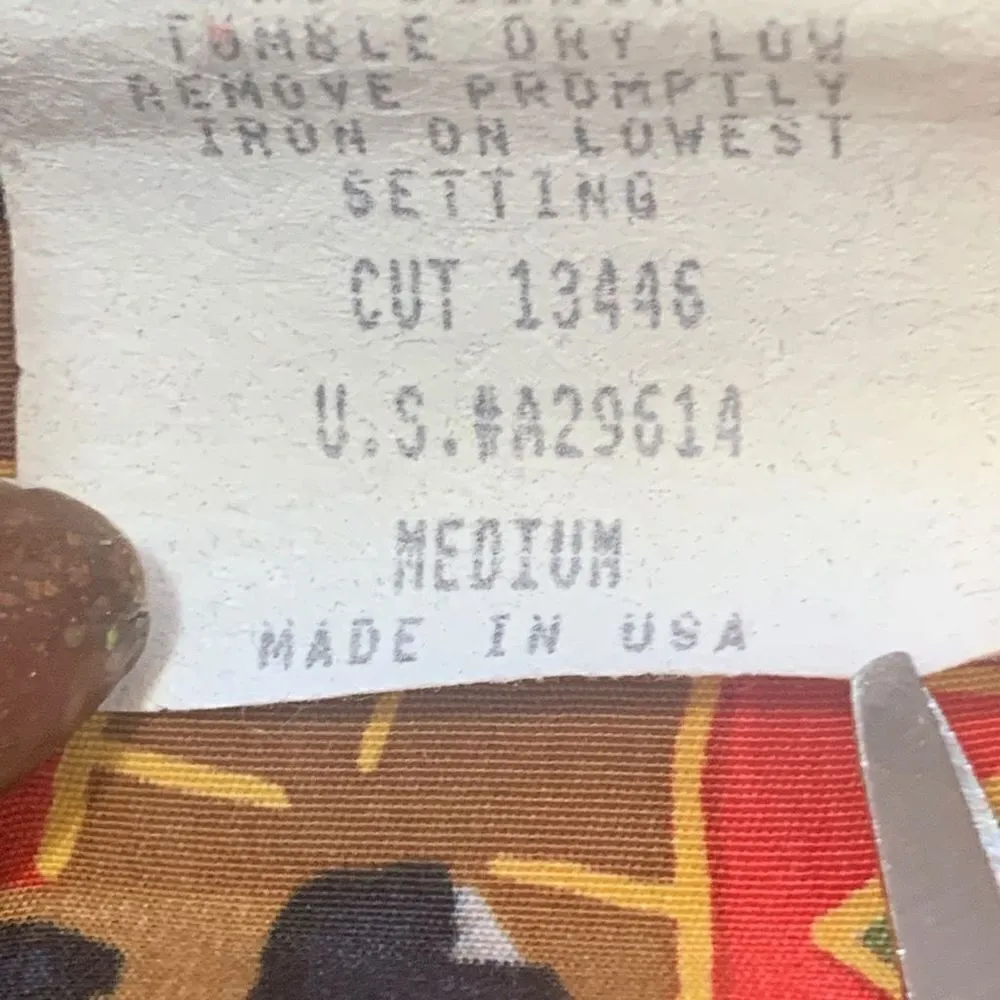 TUMBLE DRY LOW
REMOVE PROMPTLY
IRON ON LOWEST
SETTING
CUT 13446
U.S.#A29614
MEDIUM
MADE IN USA